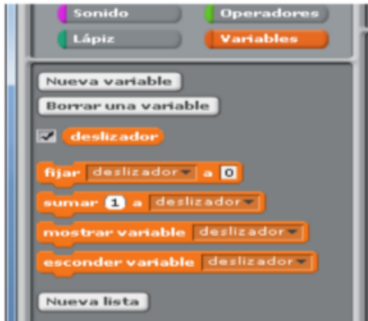 Sonido Operadores
Lápiz Variables
Nueva variable
Borrar una variable
deslizador
fijar deslizador a 0
sumar 1 a deslizador
mostrar variable deslizador
esconder variable deslizador
Nueva lista